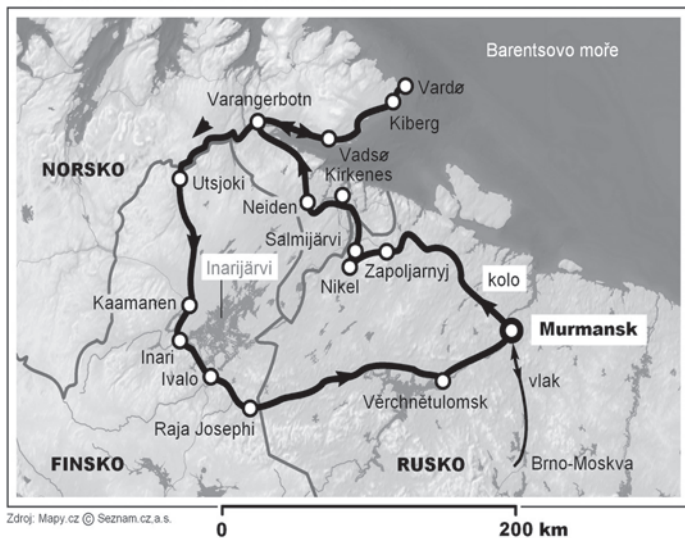 Barentsovo moře
Vardø
Varangerbotn
Kiberg
Vadsø
NORSKO
Kirkenes
Utsjoki
Neiden
Salmijärvi
Inarijärvi
Zapoljarnyj
kolo
Nikel
Kaamanen
Murmansk
Inari
vlak
Ivalo
Věrchnětulomsk
Raja Josephi
FINSKO
RUSKO
Brno-Moskva
Zdroj: Mapy.cz © Seznam.cz,a.s.
0 200 km